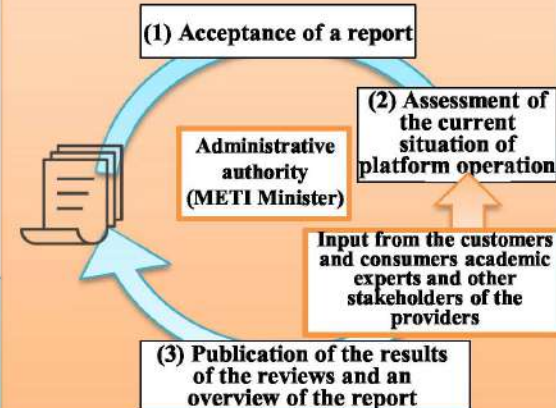 (1) Acceptance of a report
(2) Assessment of
the current
situation of
platform operation
Administrative
authority
(METI Minister)
Input from the customers
and consumers academic
experts and other
stakeholders of the
providers
(3) Publication of the results
of the reviews and an
overview of the report